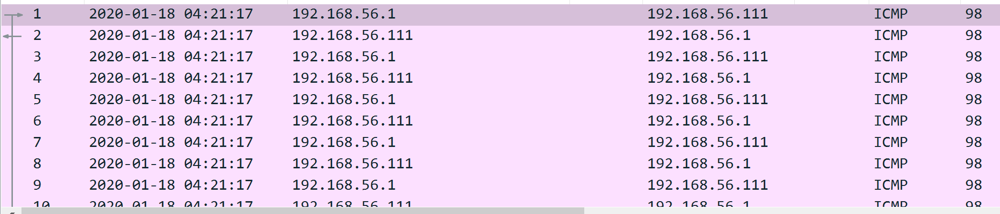 1 2020-01-18 04:21:17 192.168.56.1 192.168.56.111 ICMP 98
2 2020-01-18 04:21:17 192.168.56.111 192.168.56.1 ICMP 98
3 2020-01-18 04:21:17 192.168.56.1 192.168.56.111 ICMP 98
4 2020-01-18 04:21:17 192.168.56.111 192.168.56.1 ICMP 98
5 2020-01-18 04:21:17 192.168.56.1 192.168.56.111 ICMP 98
6 2020-01-18 04:21:17 192.168.56.111 192.168.56.1 ICMP 98
7 2020-01-18 04:21:17 192.168.56.1 192.168.56.111 ICMP 98
8 2020-01-18 04:21:17 192.168.56.111 192.168.56.1 ICMP 98
9 2020-01-18 04:21:17 192.168.56.1 192.168.56.111 ICMP 98
10 2020-01-18 04:21:17 192.168.56.111 192.168.56.1 ICMP 98